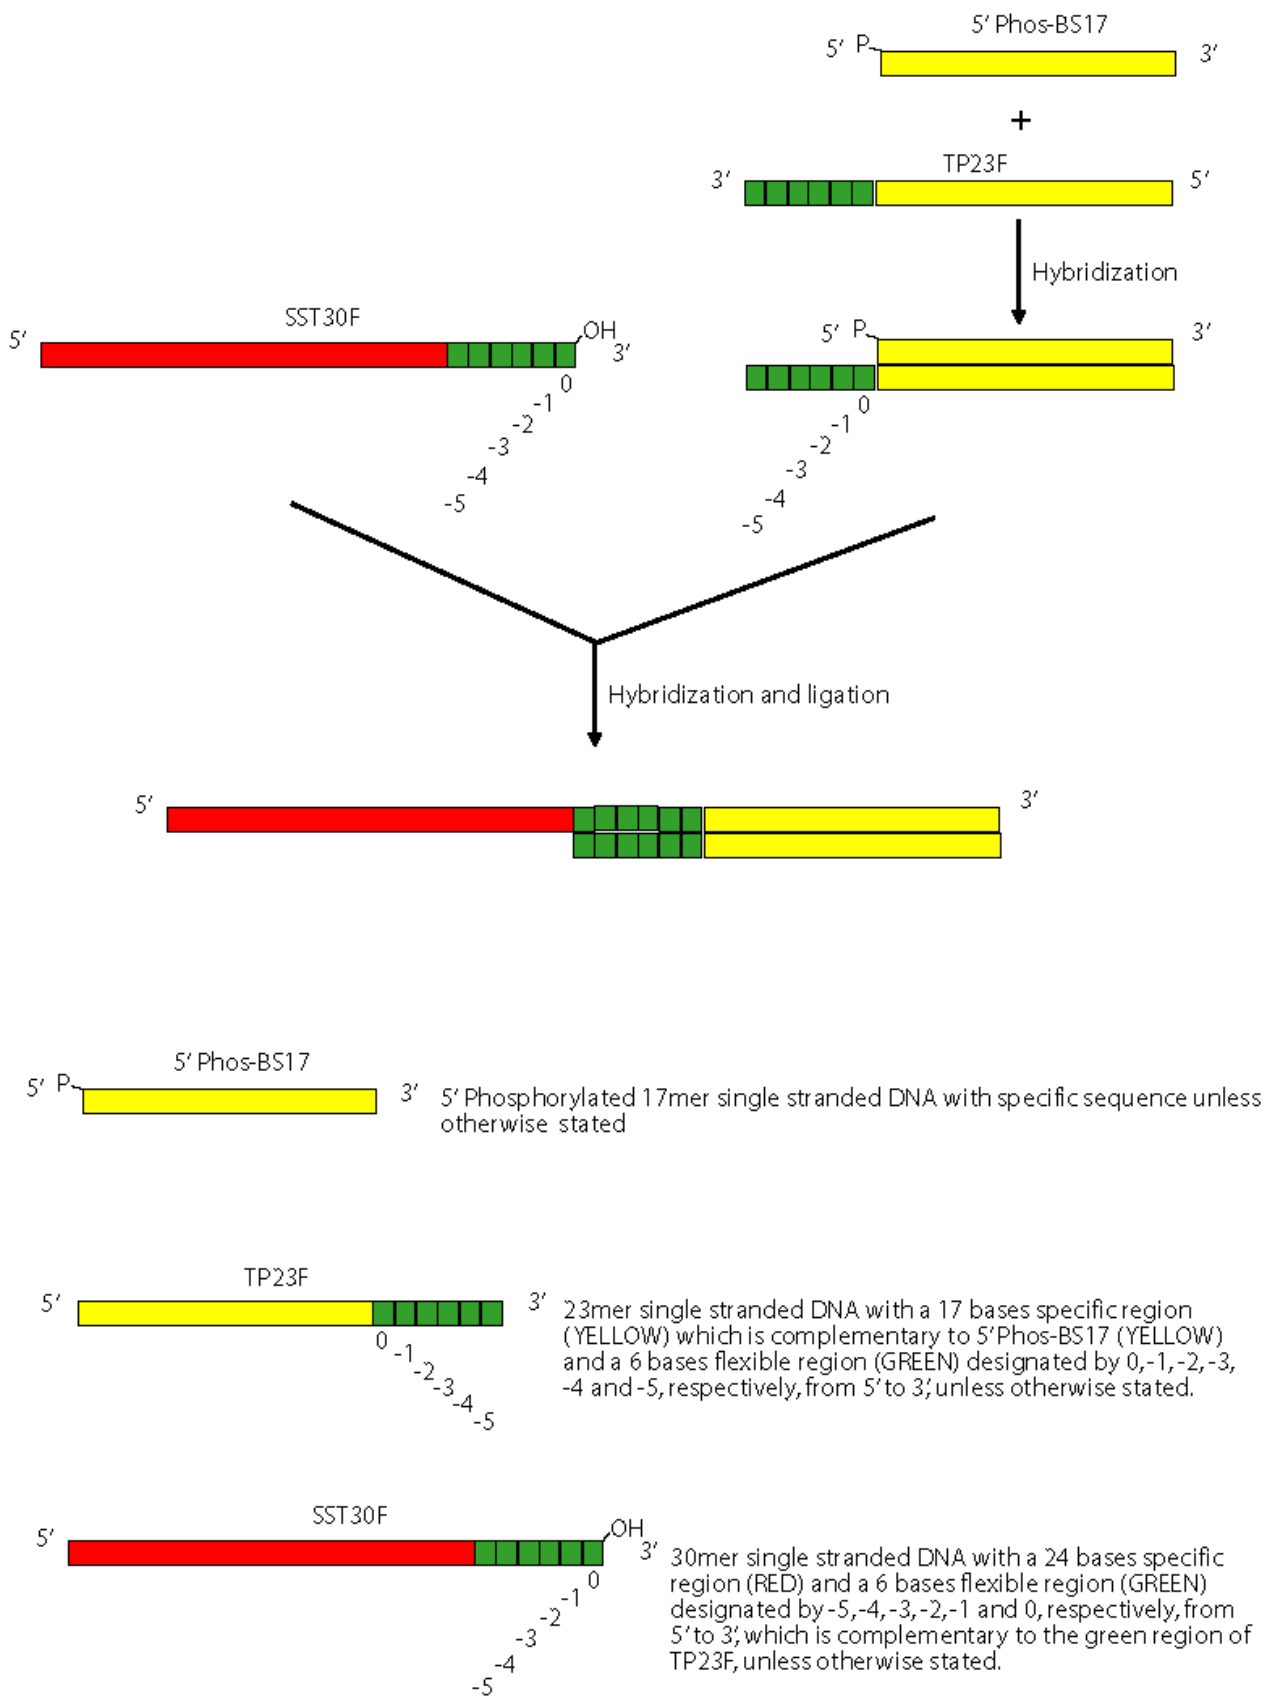 5′ Phos-BS17
5′ P 3′
+
TP23F
3′ 5′
Hybridization
SST30F
5′ OH 3′
5′ P 3′
0
-1
-2
-3
-4
-5
0
-1
-2
-3
-4
-5
Hybridization and ligation
5′ 3′
5′ Phos-BS17
5′ P 3′
5′ Phosphorylated 17mer single stranded DNA with specific sequence unless
otherwise stated
TP23F
5′ 3′
0
-1
-2
-3
-4
-5
23mer single stranded DNA with a 17 bases specific region
(YELLOW) which is complementary to 5′Phos-BS17 (YELLOW)
and a 6 bases flexible region (GREEN) designated by 0,-1,-2,-3,
-4 and -5, respectively, from 5′ to 3′, unless otherwise stated.
SST30F
5′ OH 3′
0
-1
-2
-3
-4
-5
30mer single stranded DNA with a 24 bases specific
region (RED) and a 6 bases flexible region (GREEN)
designated by -5,-4,-3,-2,-1 and 0, respectively, from
5′ to 3′, which is complementary to the green region of
TP23F, unless otherwise stated.